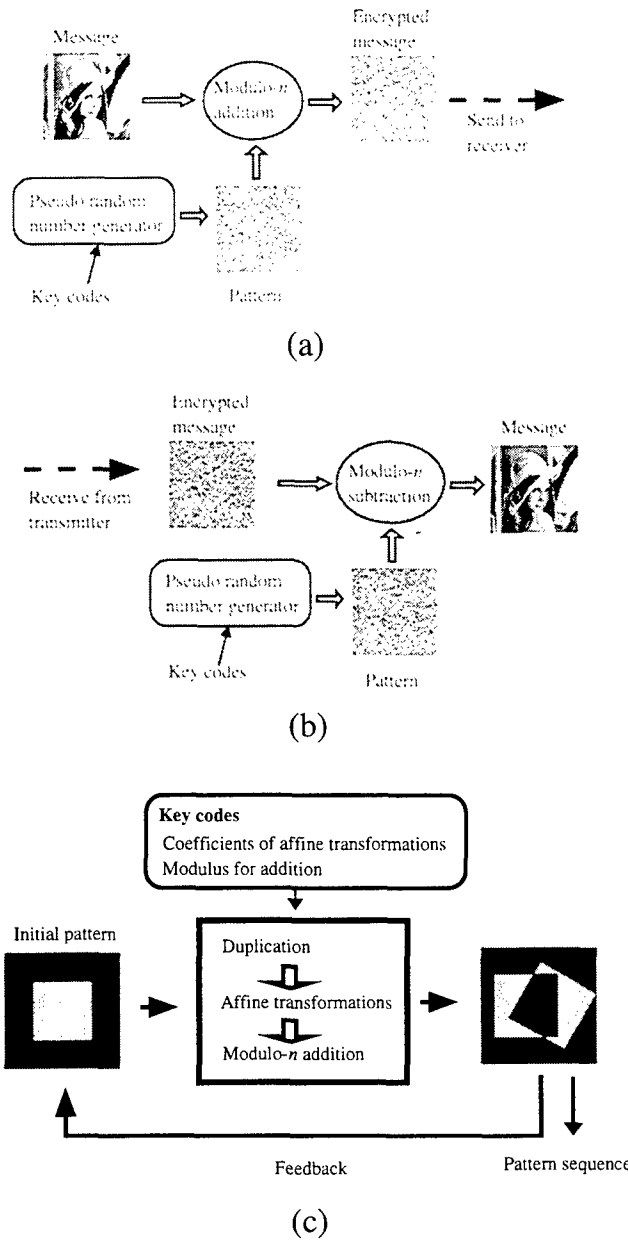 Encrypted
message
Message
Modulo-n
addition
Send to
receiver
Pseudo random
number generator
Key codes
Pattern
(a)
Encrypted
message
Message
Receive from
transmitter
Modulo-n
subtraction
Pseudo random
number generator
Key codes
Pattern
(b)
Key codes
Coefficients of affine transformations
Modulus for addition
Initial pattern
Duplication
Affine transformations
Modulo-n addition
Feedback
Pattern sequence
(c)